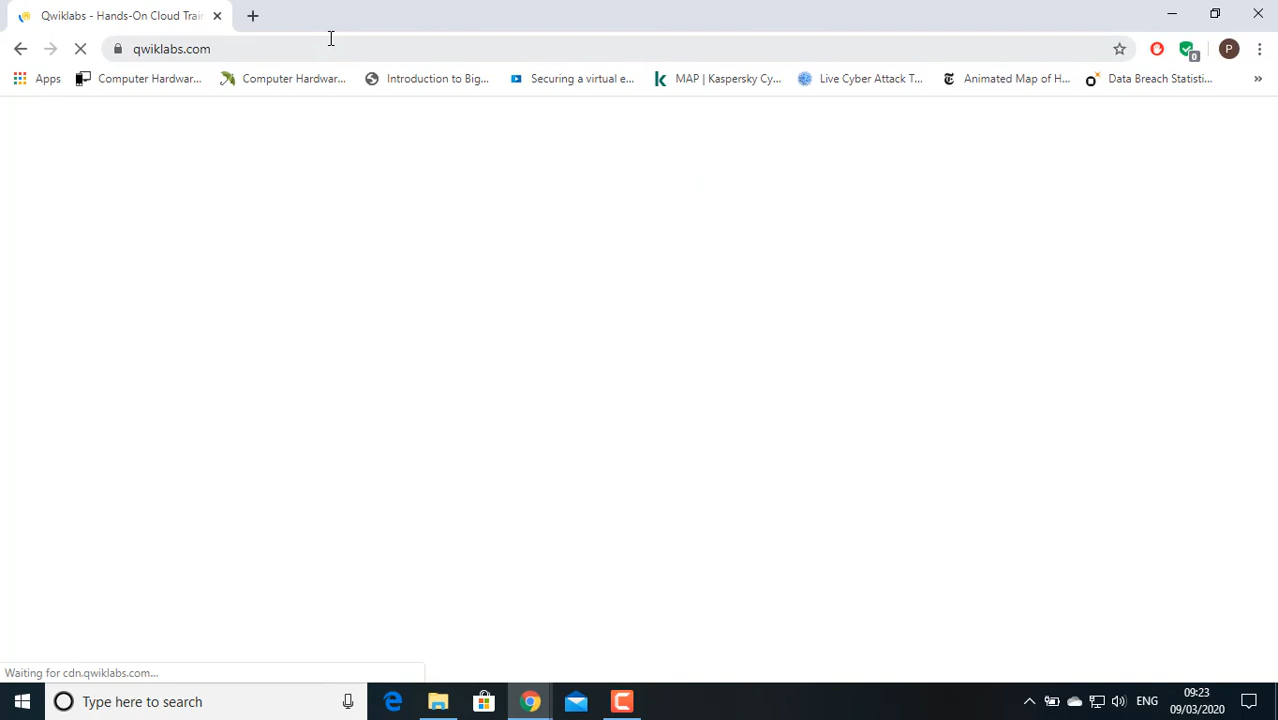 Qwiklabs - Hands-On Cloud Train
qwiklabs.com
P
Apps Computer Hardwar... Computer Hardwar... Introduction to Big... Securing a virtual e... MAP | Kaspersky Cy... Live Cyber Attack T... Animated Map of H... Data Breach Statisti... »
0
Waiting for cdn.qwiklabs.com...
Type here to search
ENG
09:23
09/03/2020